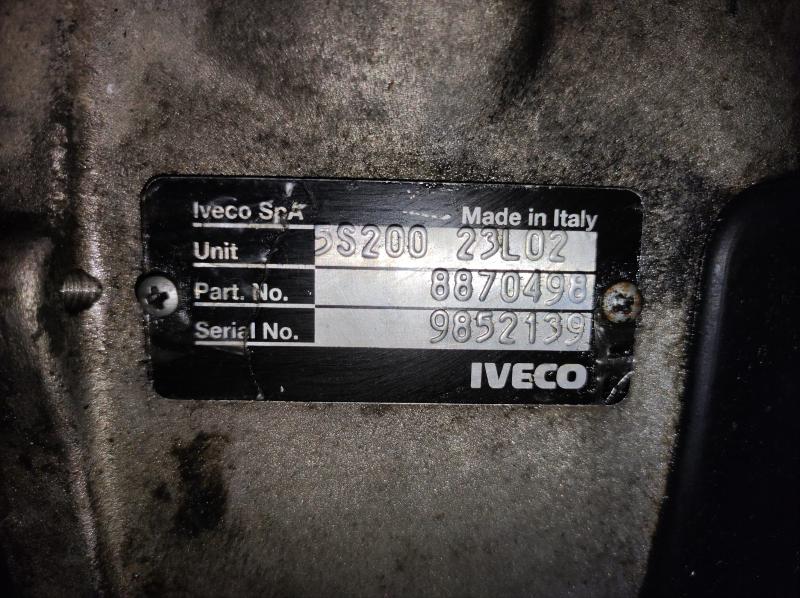 Iveco SpA Made in Italy
Unit 5S200 23L02
Part. No. 8870498
Serial No. 9852139
IVECO